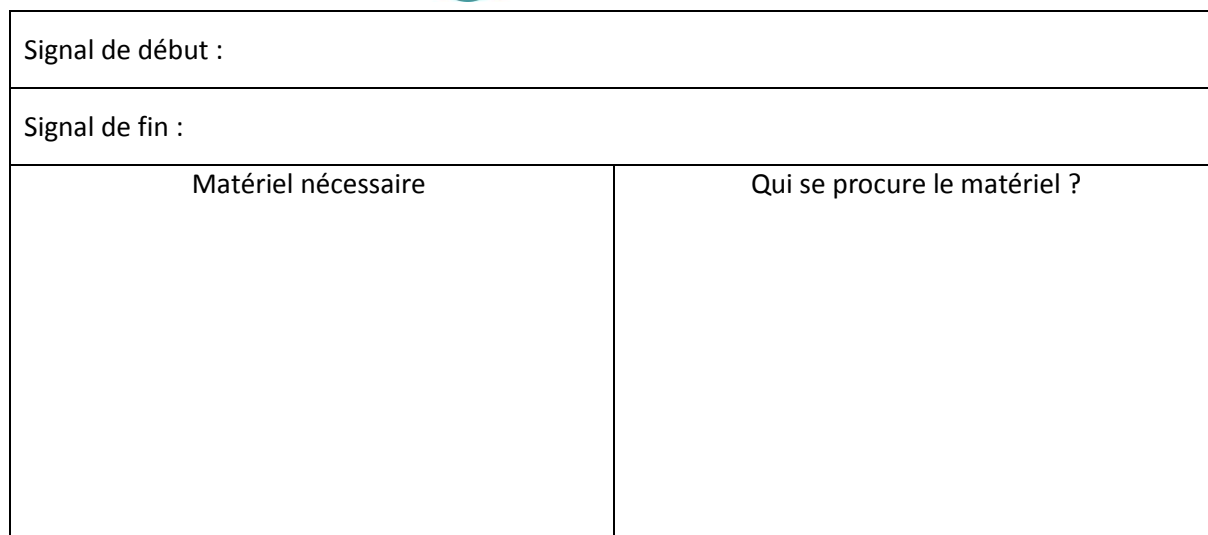 Signal de début :
Signal de fin :
Matériel nécessaire
Qui se procure le matériel ?